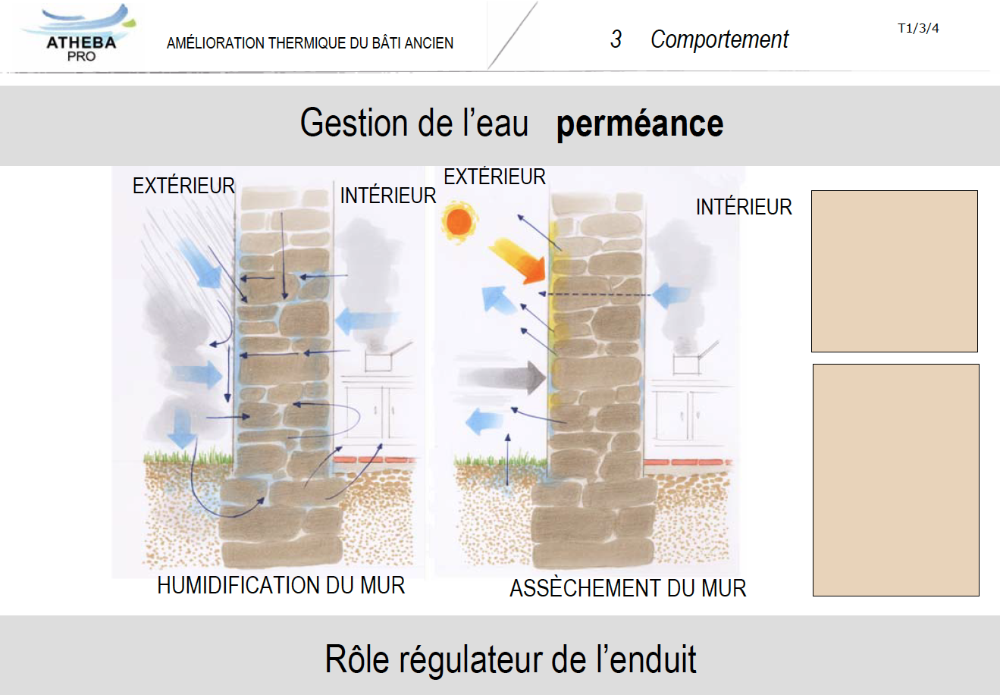 ATHEBA
PRO
AMÉLIORATION THERMIQUE DU BÂTI ANCIEN
3 Comportement
T1/3/4
Gestion de l'eau perméance
EXTÉRIEUR
INTÉRIEUR
EXTÉRIEUR
INTÉRIEUR
HUMIDIFICATION DU MUR
ASSÈCHEMENT DU MUR
Rôle régulateur de l'enduit